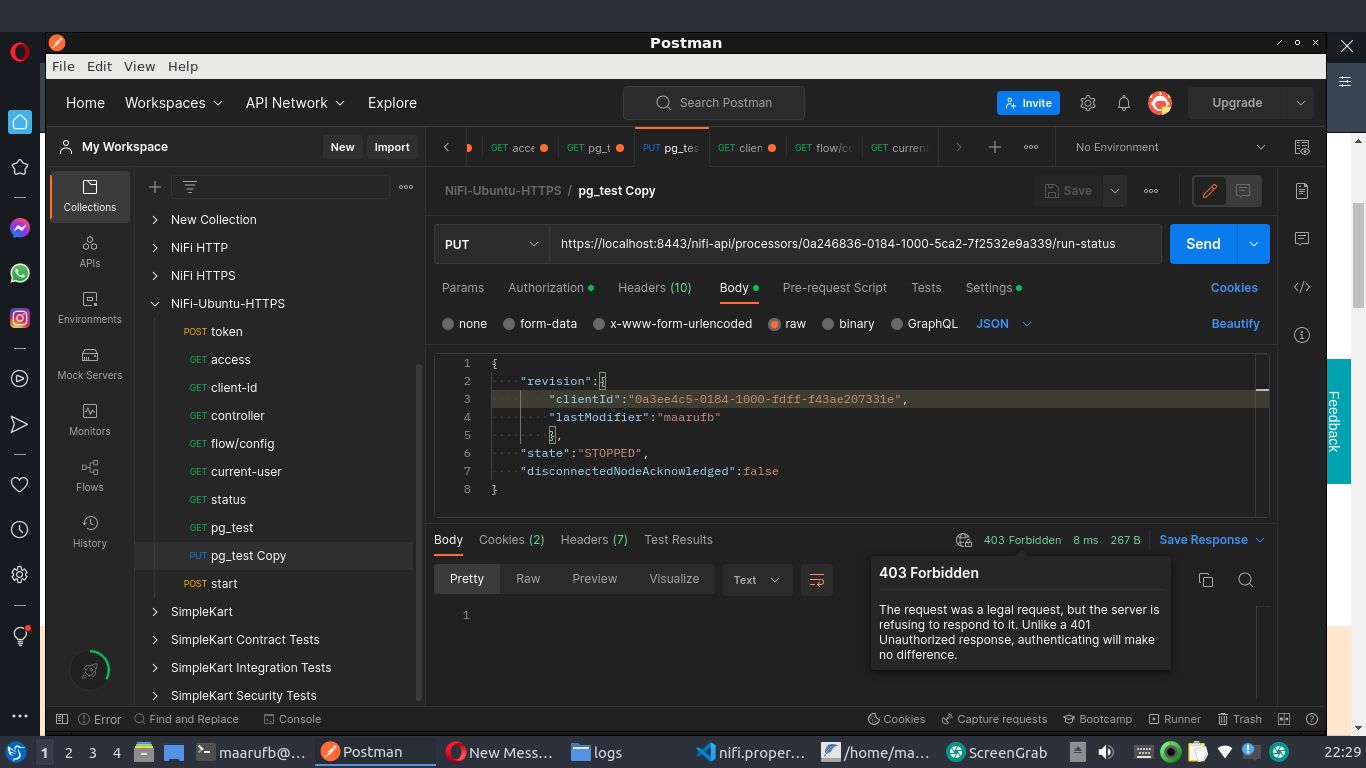 Postman
File Edit View Help
Home Workspaces API Network Explore Search Postman Invite Upgrade
My Workspace New Import
GET acce GET pg_t PUT pg_tes GET clien GET flow/co GET current No Environment
NiFi-Ubuntu-HTTPS / pg_test Copy Save
PUT https://localhost:8443/nifi-api/processors/0a246836-0184-1000-5ca2-7f2532e9a339/run-status Send
Params Authorization Headers (10) Body Pre-request Script Tests Settings Cookies
none form-data x-www-form-urlencoded raw binary GraphQL JSON Beautify
1 {
2 "revision":{
3 "clientId":"0a3ee4c5-0184-1000-fdff-f43ae207331e",
4 "lastModifier":"maarufb"
5 },
6 "state":"STOPPED",
7 "disconnectedNodeAcknowledged":false
8 }
Body Cookies (2) Headers (7) Test Results 403 Forbidden 8 ms 267 B Save Response
Pretty Raw Preview Visualize Text
1
403 Forbidden
The request was a legal request, but the server is
refusing to respond to it. Unlike a 401
Unauthorized response, authenticating will make
no difference.
Collections
APIs
Environments
Mock Servers
Monitors
Flows
History
New Collection
NiFi HTTP
NiFi HTTPS
NiFi-Ubuntu-HTTPS
POST token
GET access
GET client-id
GET controller
GET flow/config
GET current-user
GET status
GET pg_test
PUT pg_test Copy
POST start
SimpleKart
SimpleKart Contract Tests
SimpleKart Integration Tests
SimpleKart Security Tests
Feedback
Error Find and Replace Console Cookies Capture requests Bootcamp Runner Trash
1 2 3 4 maarufb@... Postman New Mess... logs nifi.proper... /home/ma... ScreenGrab 22:29